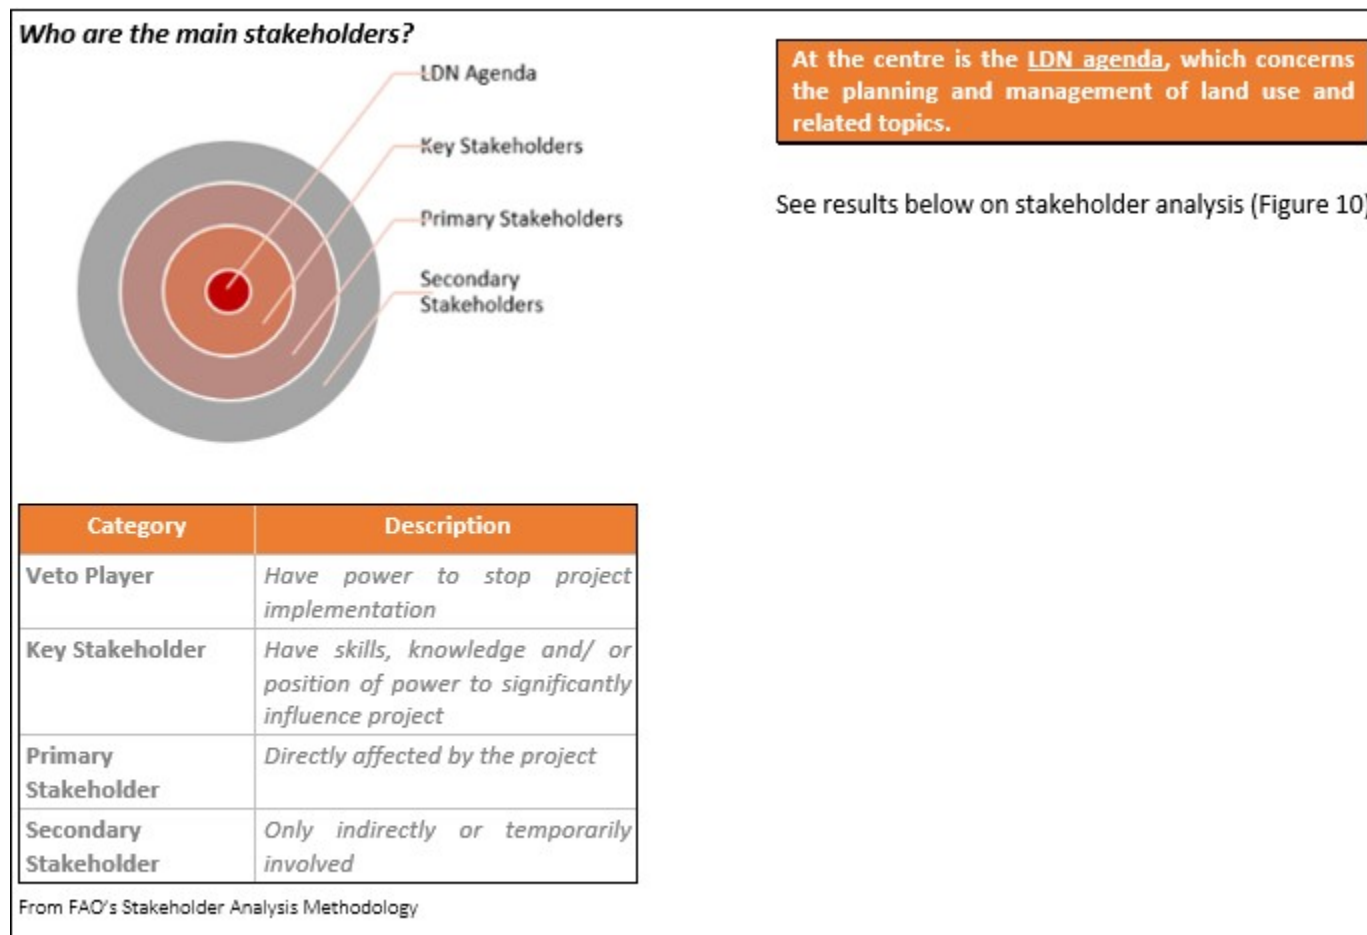 Who are the main stakeholders?
LDN Agenda
Key Stakeholders
Primary Stakeholders
Secondary
Stakeholders
At the centre is the LDN agenda, which concerns
the planning and management of land use and
related topics.
See results below on stakeholder analysis (Figure 10)
Category Description
Veto Player Have power to stop project
implementation
Key Stakeholder Have skills, knowledge and/ or
position of power to significantly
influence project
Primary Directly affected by the project
Stakeholder
Secondary Only indirectly or temporarily
Stakeholder involved
From FAO's Stakeholder Analysis Methodology